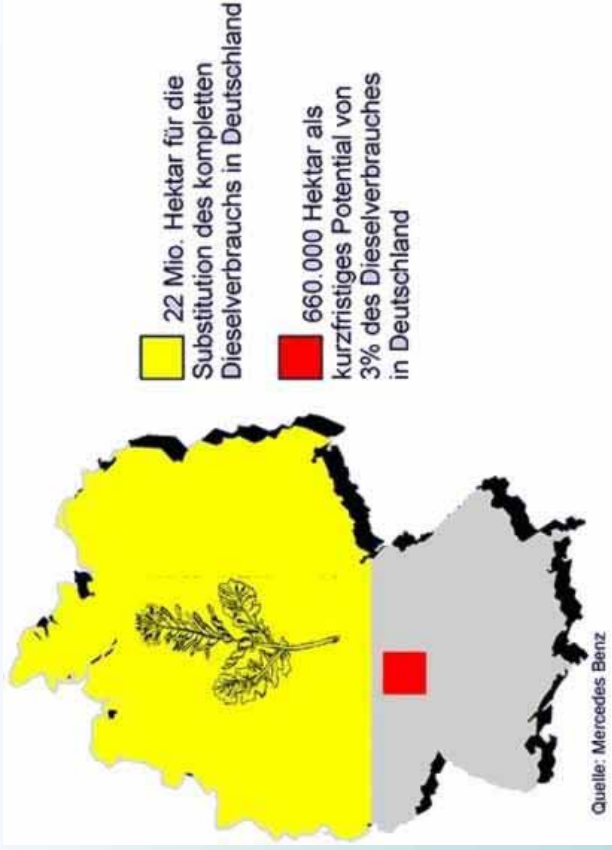 22 Mio. Hektar für die
Substitution des kompletten
Dieselverbrauchs in Deutschland
660.000 Hektar als
kurzfristiges Potential von
3% des Dieselverbrauches
in Deutschland
Quelle: Mercedes Benz